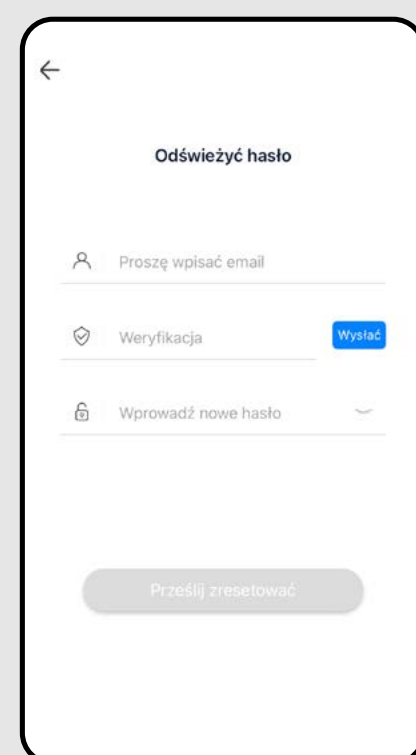 Odświeżyć hasło
Proszę wpisać email
Weryfikacja
Wysłać
Wprowadź nowe hasło
Prześlij zresetować